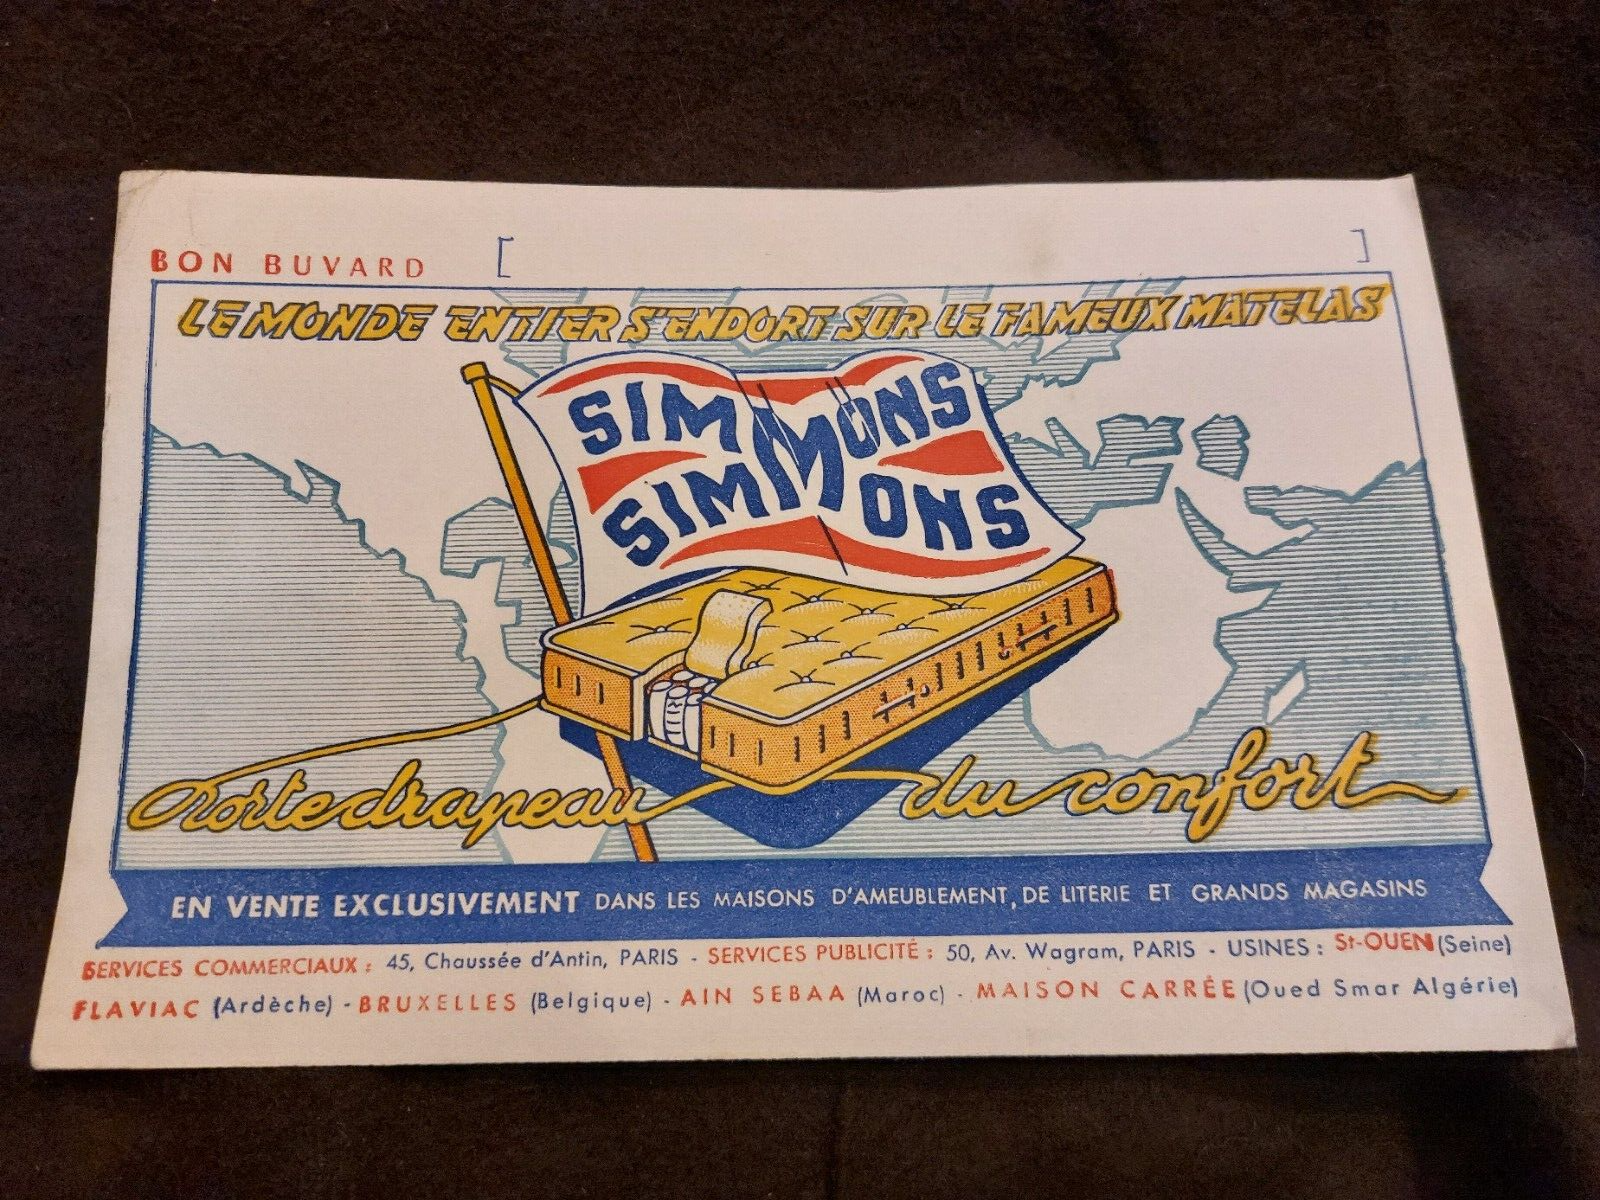 BON BUVARD [ ]
LE MONDE ENTIER S'ENDORT SUR LE FAMEUX MATELAS
SIMMONS
SIMMONS
Porte drapeau du confort
EN VENTE EXCLUSIVEMENT DANS LES MAISONS D'AMEUBLEMENT, DE LITERIE ET GRANDS MAGASINS
SERVICES COMMERCIAUX : 45, Chaussée d'Antin, PARIS - SERVICES PUBLICITÉ : 50, Av. Wagram, PARIS - USINES : St-OUEN (Seine)
FLAVIAC (Ardèche) - BRUXELLES (Belgique) - AIN SEBAA (Maroc) - MAISON CARRÉE (Oued Smar Algérie)